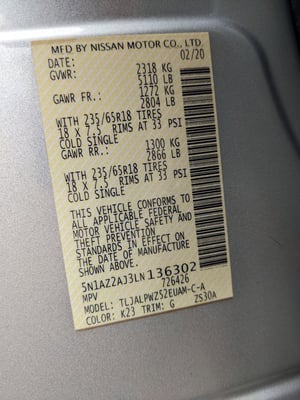 MFD BY NISSAN MOTOR CO., LTD.
DATE: 02/20
GVWR: 2318 KG
5110 LB
GAWR FR.: 1272 KG
2804 LB
WITH 235/65R18 TIRES
18 X 7.5 RIMS AT 33 PSI
COLD SINGLE
GAWR RR.: 1300 KG
2866 LB
WITH 235/65R18 TIRES
18 X 7.5 RIMS AT 33 PSI
COLD SINGLE
THIS VEHICLE CONFORMS TO
ALL APPLICABLE FEDERAL
MOTOR VEHICLE SAFETY AND
THEFT PREVENTION
STANDARDS IN EFFECT ON
THE DATE OF MANUFACTURE
SHOWN ABOVE.
5N1AZ2AJ3LN136302
MPV 726426
MODEL: TLJALPWZ52EUAM-C-A
COLOR: K23 TRIM: G ZS30A